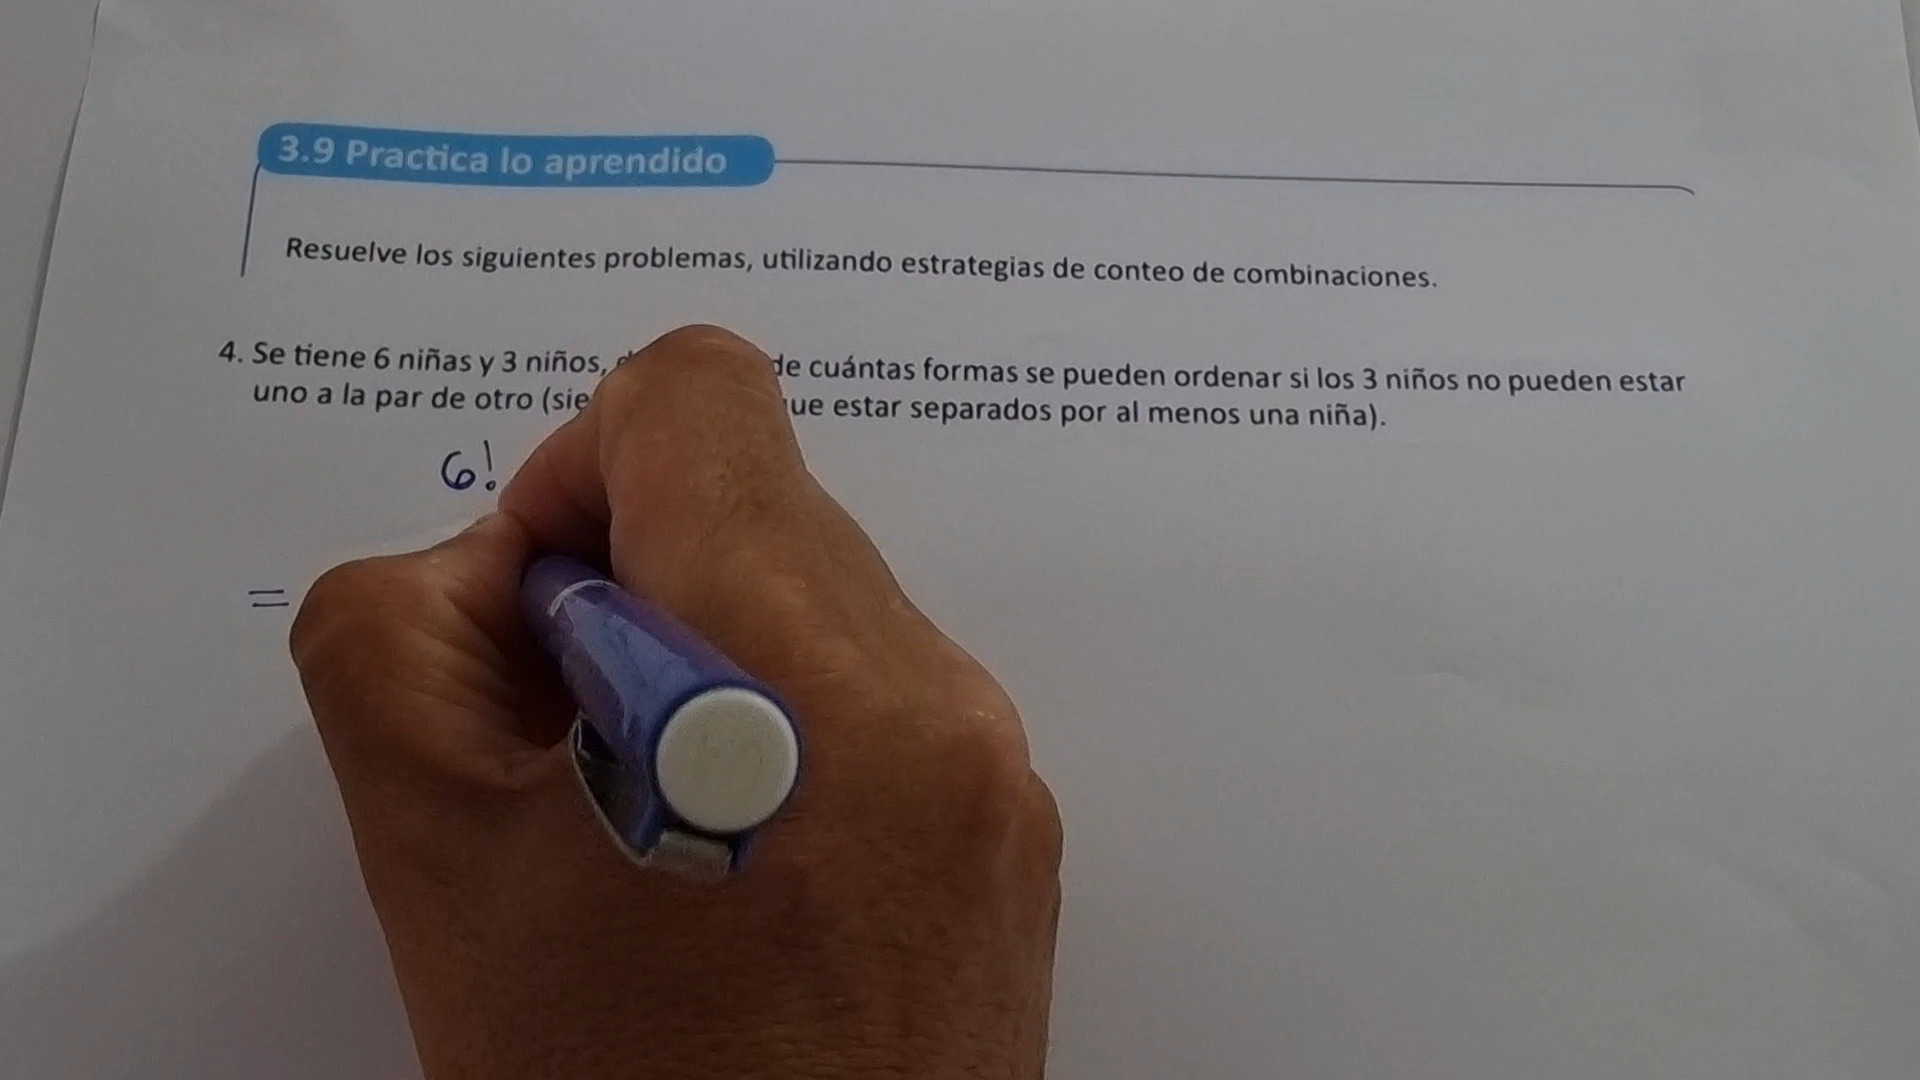 3.9 Practica lo aprendido
Resuelve los siguientes problemas, utilizando estrategias de conteo de combinaciones.
4. Se tiene 6 niñas y 3 niños, de cuántas formas se pueden ordenar si los 3 niños no pueden estar
uno a la par de otro estar separados por al menos una niña).
6!
=